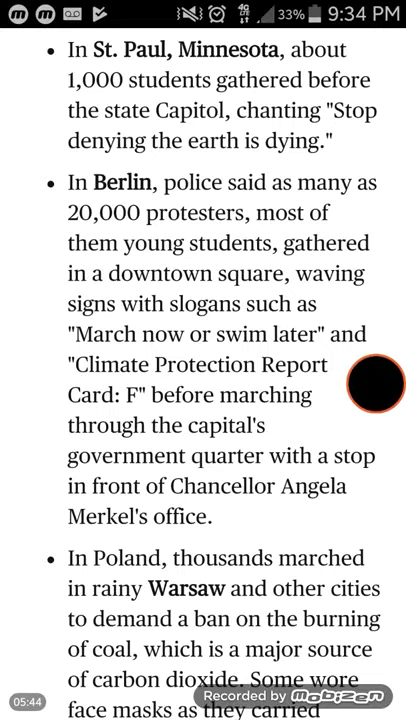 4G
LTE
33%
9:34 PM
• In St. Paul, Minnesota, about
1,000 students gathered before
the state Capitol, chanting "Stop
denying the earth is dying."
• In Berlin, police said as many as
20,000 protesters, most of
them young students, gathered
in a downtown square, waving
signs with slogans such as
"March now or swim later" and
"Climate Protection Report
Card: F" before marching
through the capital's
government quarter with a stop
in front of Chancellor Angela
Merkel's office.
• In Poland, thousands marched
in rainy Warsaw and other cities
to demand a ban on the burning
of coal, which is a major source
of carbon dioxide. Some wore
face masks as they carried
05:44
Recorded by mobizen